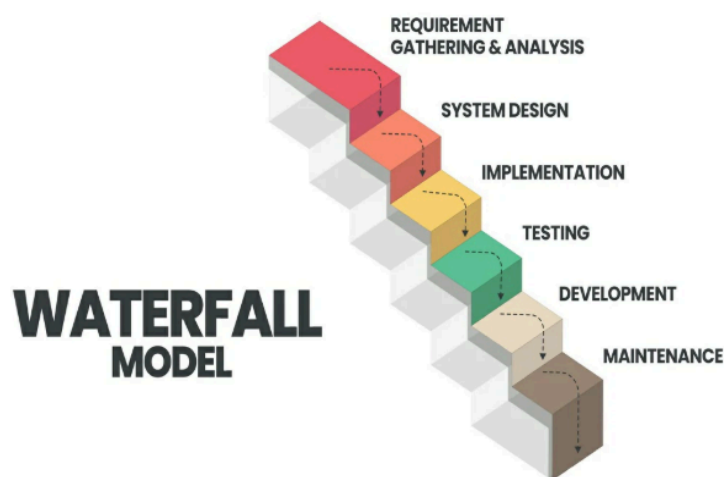 REQUIREMENT
GATHERING & ANALYSIS
SYSTEM DESIGN
IMPLEMENTATION
TESTING
DEVELOPMENT
MAINTENANCE
WATERFALL
MODEL